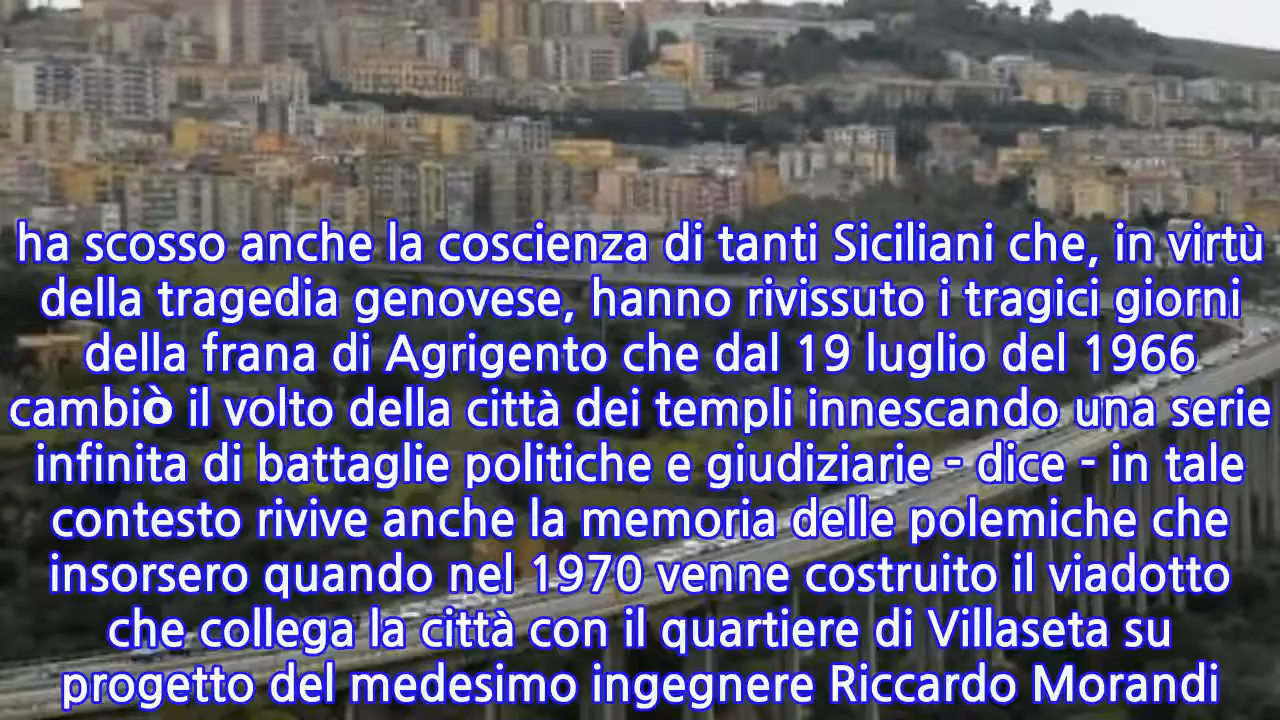 ha scosso anche la coscienza di tanti Siciliani che, in virtù
della tragedia genovese, hanno rivissuto i tragici giorni
della frana di Agrigento che dal 19 luglio del 1966
cambiò il volto della città dei templi innescando una serie
infinita di battaglie politiche e giudiziarie - dice - in tale
contesto rivive anche la memoria delle polemiche che
insorsero quando nel 1970 venne costruito il viadotto
che collega la città con il quartiere di Villaseta su
progetto del medesimo ingegnere Riccardo Morandi